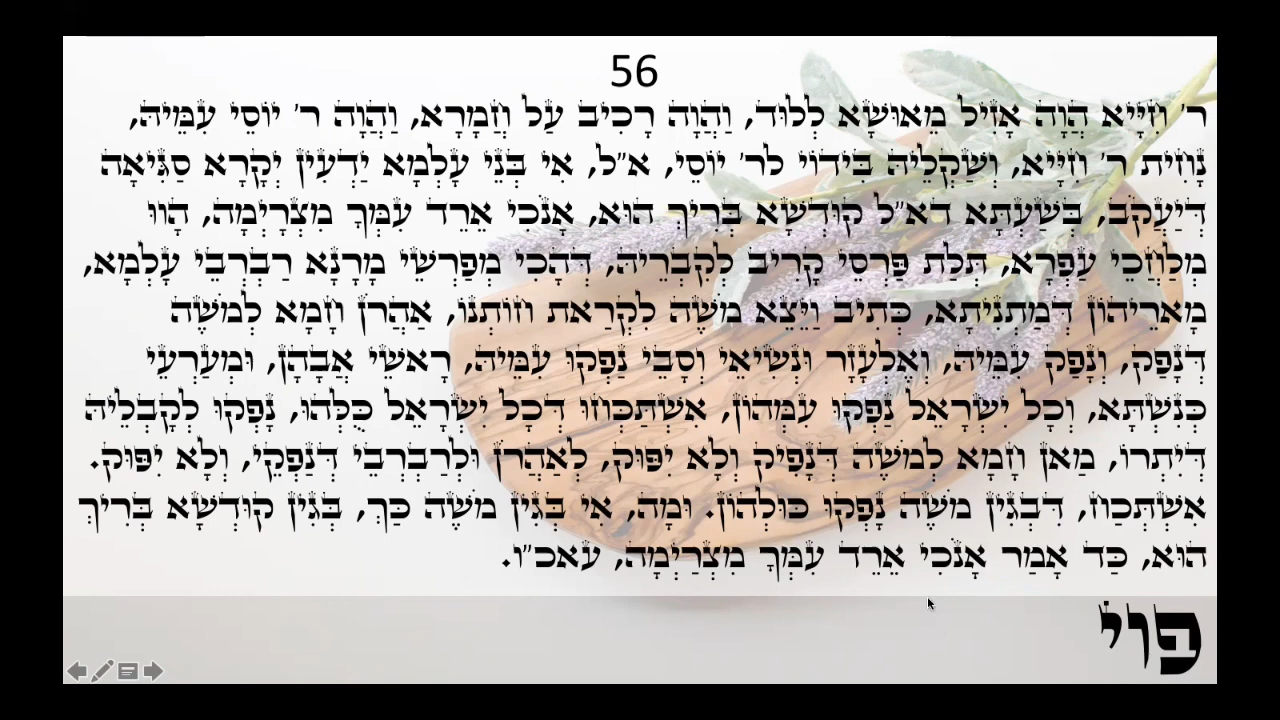 56
ר׳ חִיָּיא הֲוָה אָזִיל מֵאוּשָׁא לְלוּד, וַהֲוָה רָכִיב עַל וְחֲמָרָא, וַהֲוָה ר׳ יוֹסֵי עִמֵּיהּ,
נָחִית ר׳ חִיָּיא, וְשַׁקְלֵיהּ בִּידוֹי לר׳ יוֹסֵי, א״ל, אִי בְּנֵי עָלְמָא יַדְעִין יְקָרָא סַגִּיאָה
דְּיַעֲקֹב, בְּשַׁעְתָּא דא״ל קוּדְשָׁא בְּרִיךְ הוּא, אָנֹכִי אֵרֵד עִמְּךָ מִצְרָיְמָה, הָווּ
מְלַחֲכֵי עַפְרָא, תְּלַת פַּרְסֵי קָרִיב לְקִבְרֵיהּ, דְּהָכִי מִפַּרְשֵׁי מָרָנָא רַבְרְבֵי עָלְמָא,
מָארֵיהוֹן דְּמַתְנִיתָא, כְּתִיב וַיֵּצֵא מֹשֶׁה לִקְרַאת חוֹתְנוֹ, אַהֲרֹן חָמָא לְמֹשֶׁה
דְּנָפַק, וְנָפַק עִמֵּיהּ, וְאֶלְעָזָר וּנְשִׂיאֵי וְסָבֵי נַפְקוּ עִמֵּיהּ, רָאשֵׁי אֲבָהָן, וּמְעַרְעֵי
כְּנִשְׁתָּא, וְכָל יִשְׂרָאֵל נַפְקוּ עִמְּהוֹן, אִשְׁתַּכְּחוּ דְּכָל יִשְׂרָאֵל כֻּלְּהוּ, נָפְקוּ לְקָבְלֵיהּ
דְּיִתְרוֹ, מַאן חָמָא לְמֹשֶׁה דְּנָפִיק וְלָא יִפּוּק, לְאַהֲרֹן וּלְרַבְרְבֵי דְּנַפְקֵי, וְלָא יִפּוּק.
אִשְׁתְּכַח, דִּבְגִין מֹשֶׁה נָפְקוּ כּוּלְּהוֹן. וּמָה, אִי בְּגִין מֹשֶׁה כַּךְ, בְּגִין קוּדְשָׁא בְּרִיךְ
הוּא, כַּד אָמַר אָנֹכִי אֵרֵד עִמְּךָ מִצְרַיְמָה, עאכ״ו.
פוי